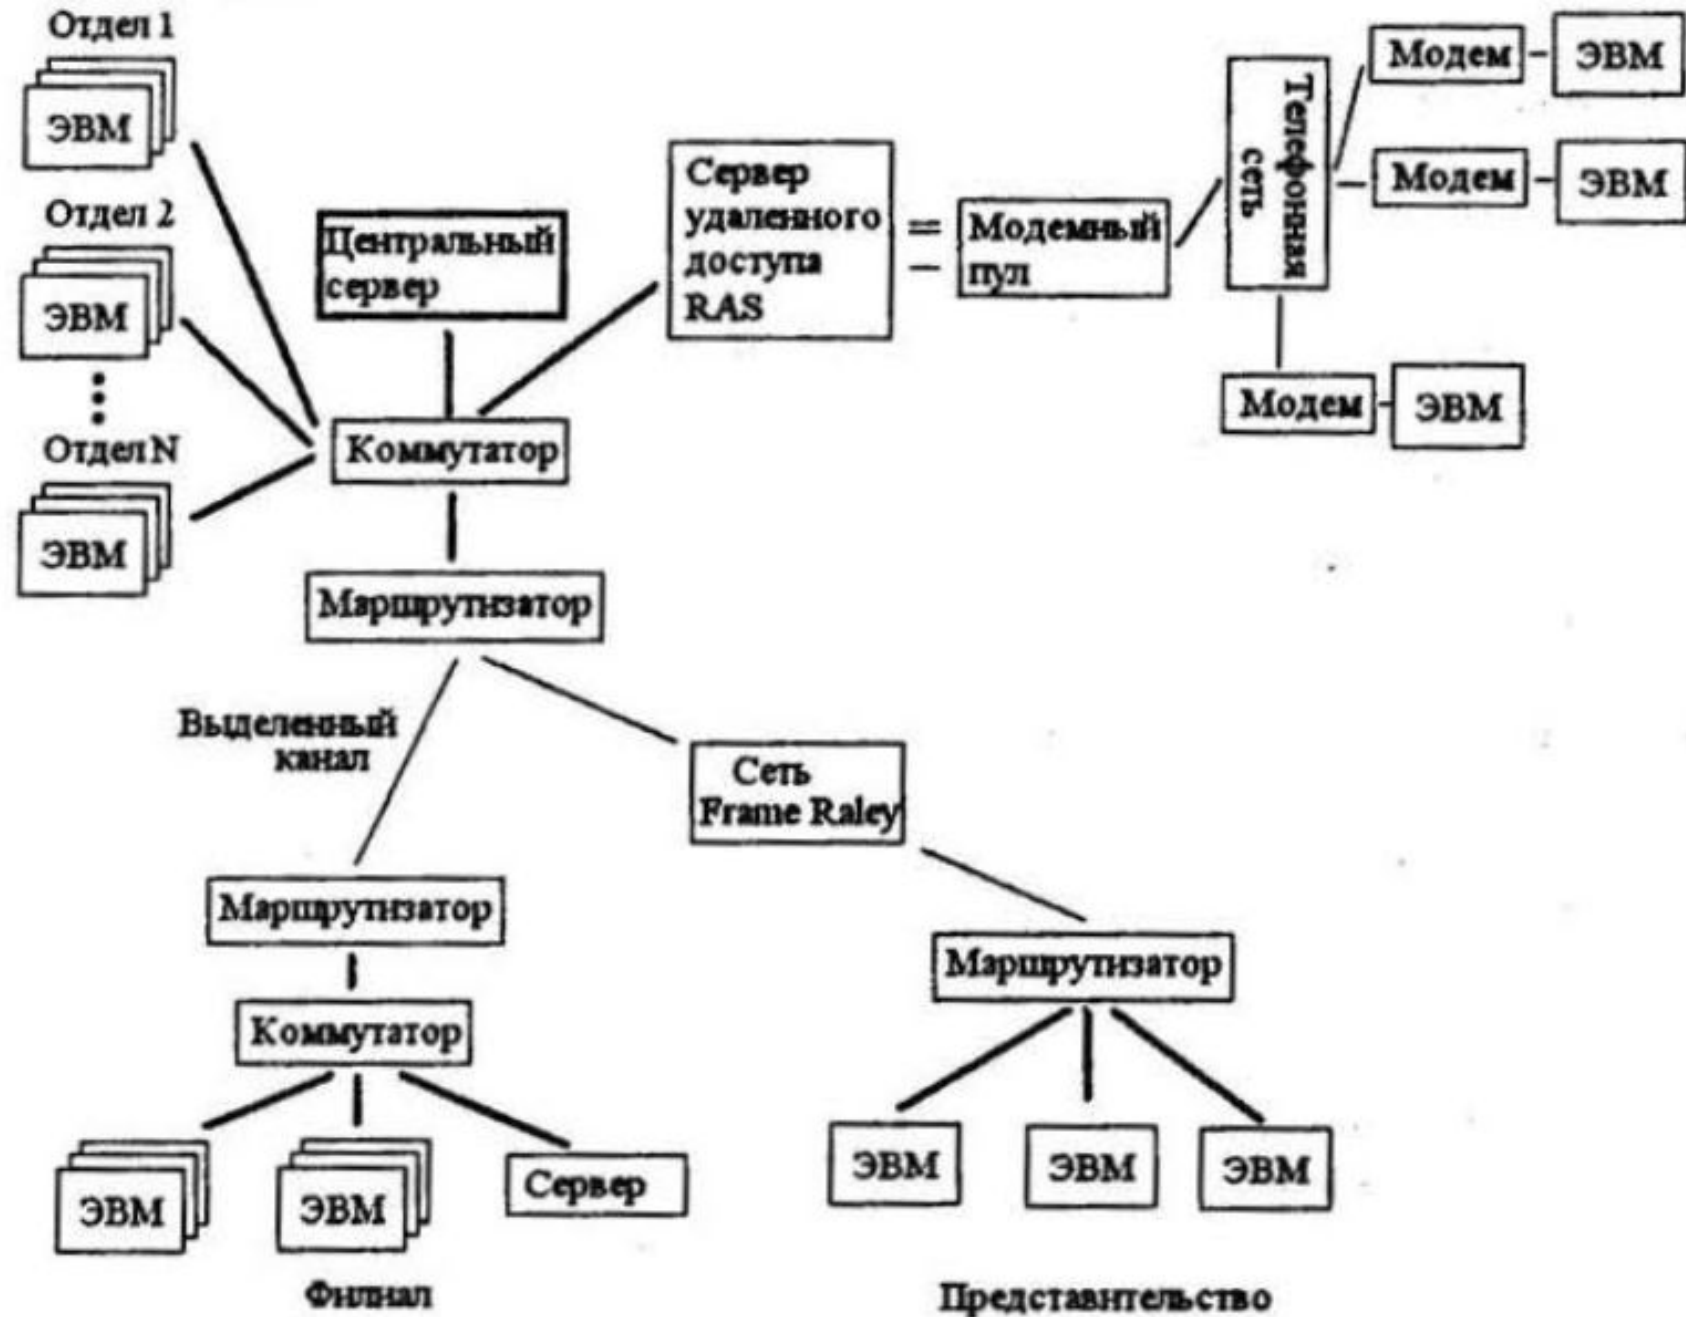 Отдел 1
ЭВМ
Отдел 2
ЭВМ
Отдел N
ЭВМ
Центральный
сервер
Коммутатор
Маршрутизатор
Сервер
удаленного
доступа
RAS
Модемный
пул
Телефонная
сеть
Модем
ЭВМ
Модем
ЭВМ
Модем
ЭВМ
Выделенный
канал
Сеть
Frame Raley
Маршрутизатор
Коммутатор
ЭВМ
ЭВМ
Сервер
Филиал
Маршрутизатор
ЭВМ
ЭВМ
ЭВМ
Представительство